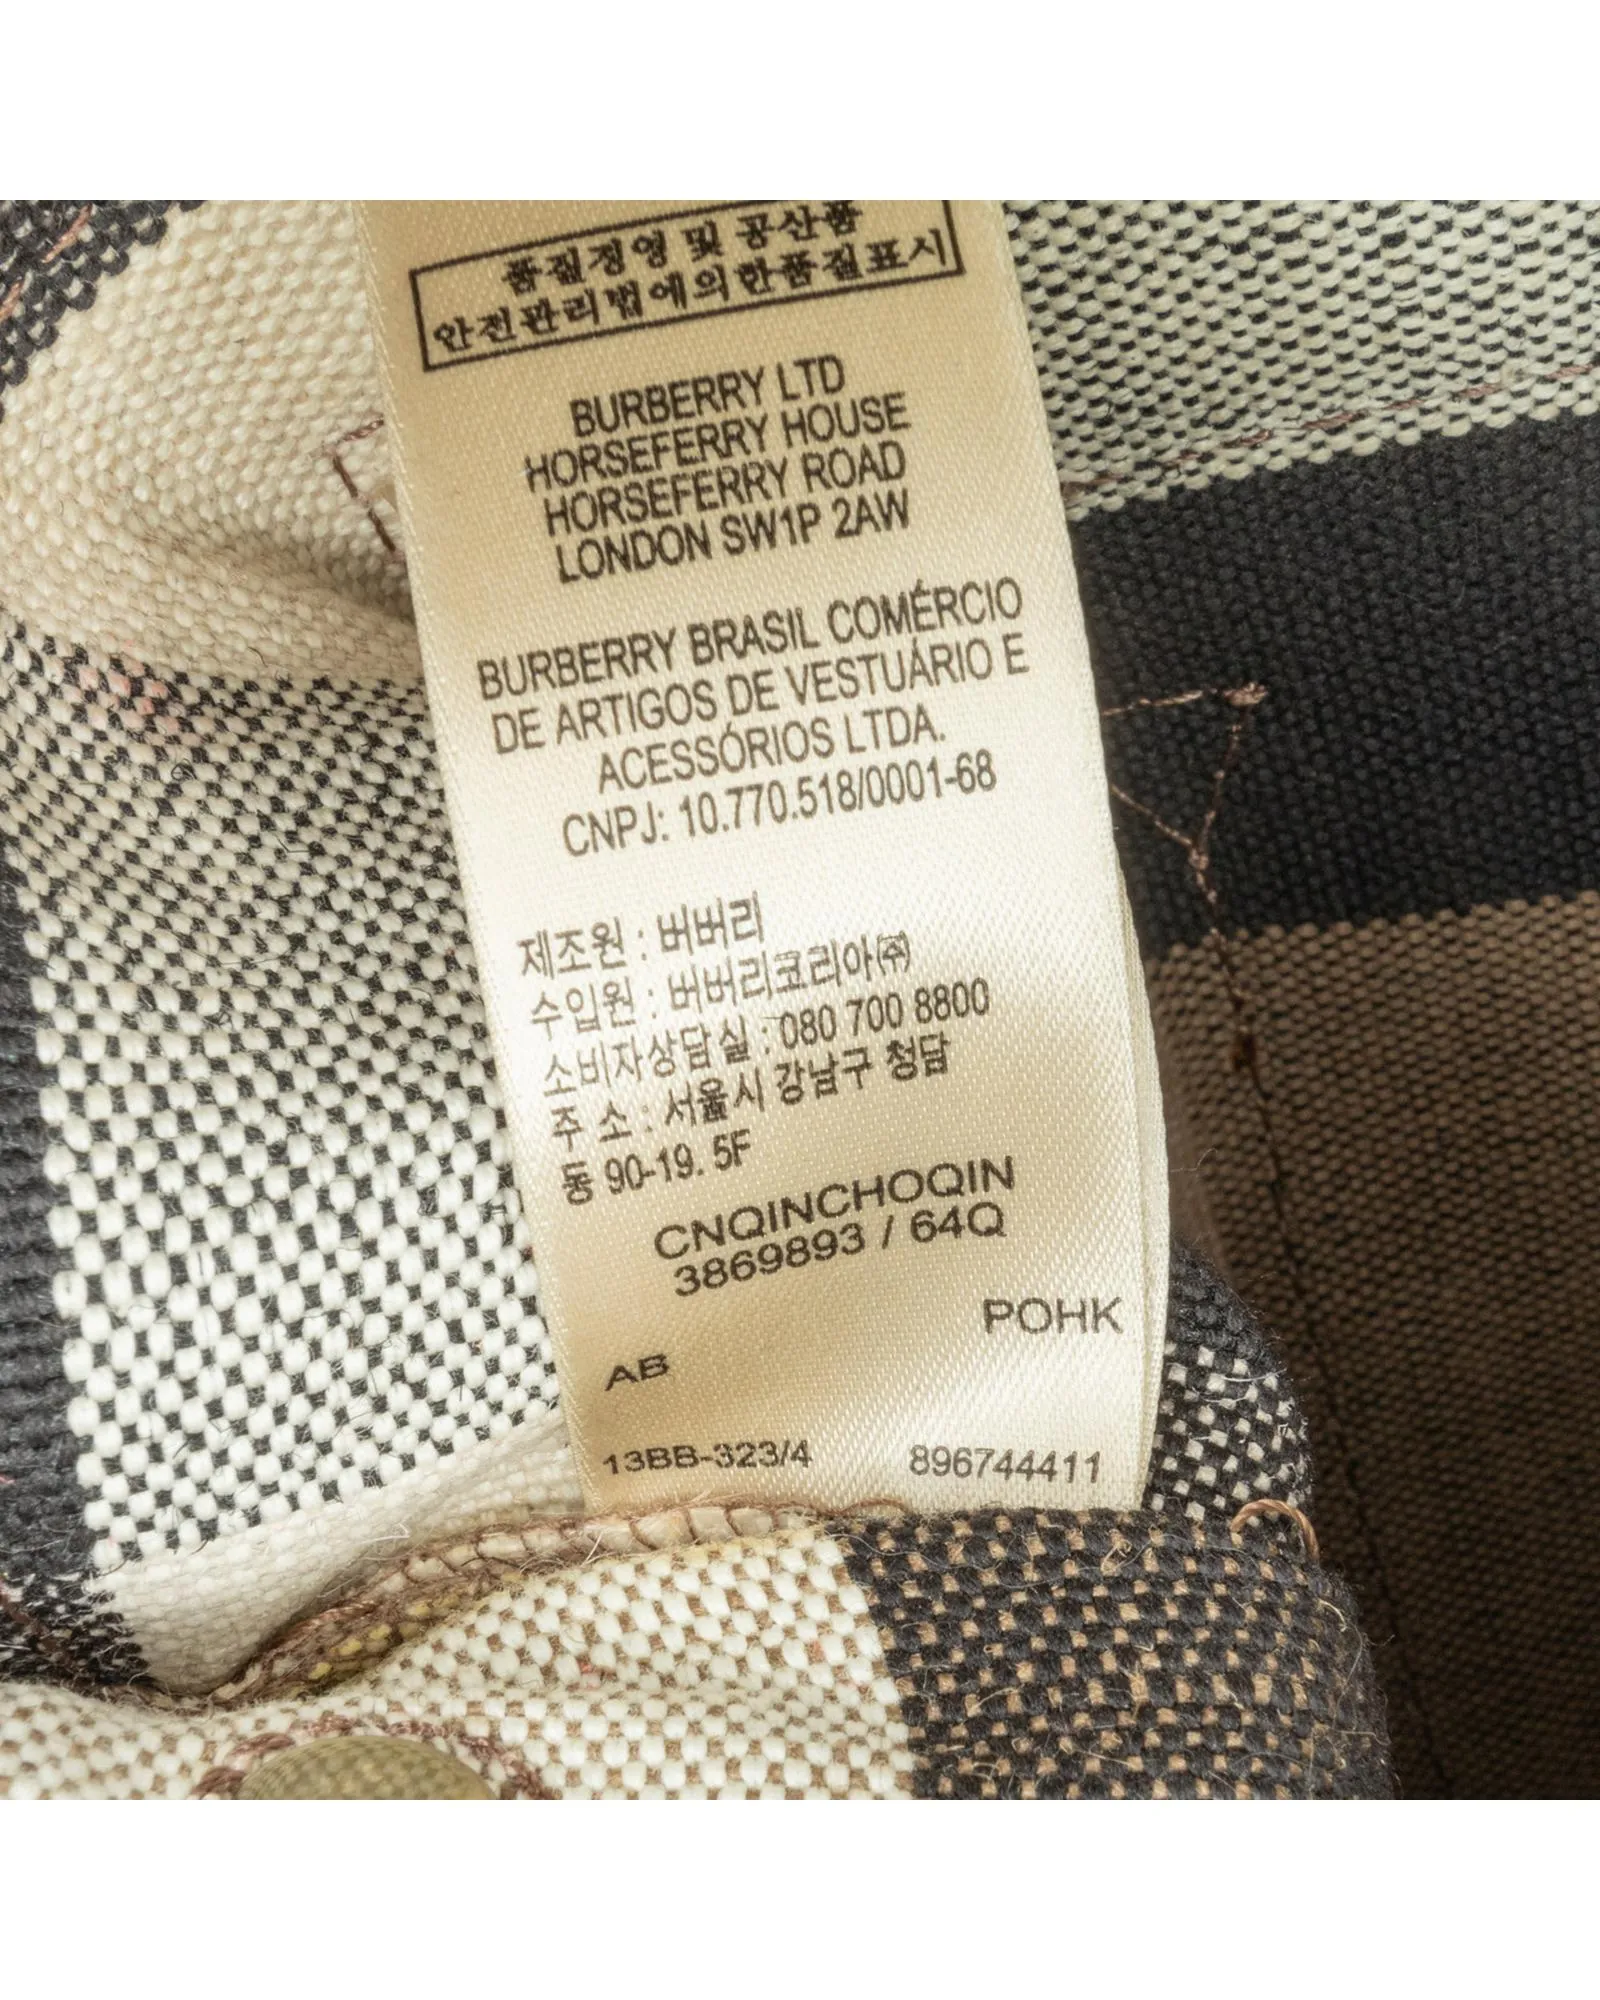 품질경영 및 공산품
안전관리법에의한품질표시
BURBERRY LTD
HORSEFERRY HOUSE
HORSEFERRY ROAD
LONDON SW1P 2AW
BURBERRY BRASIL COMÉRCIO
DE ARTIGOS DE VESTUÁRIO E
ACESSÓRIOS LTDA.
CNPJ: 10.770.518/0001-68
제조원 : 버버리
수입원 : 버버리코리아㈜
소비자상담실 : 080 700 8800
주 소 : 서울시 강남구 청담
동 90-19. 5F
CNQINCHOQIN
3869893 / 64Q
POHK
AB
13BB-323/4 896744411